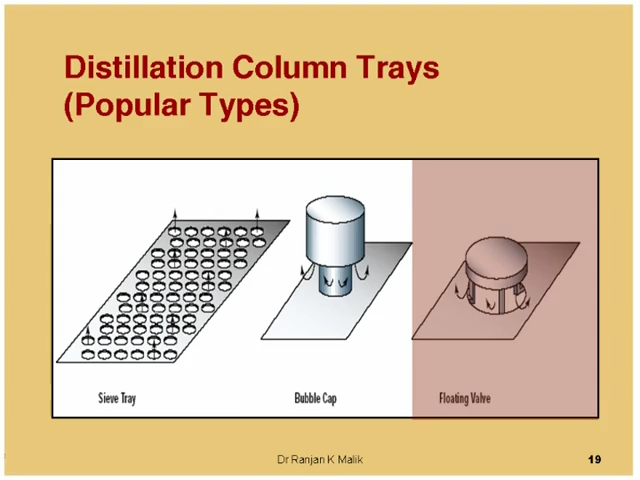 Distillation Column Trays
(Popular Types)
Sieve Tray
Bubble Cap
Floating Valve
Dr Ranjan K Malik
19